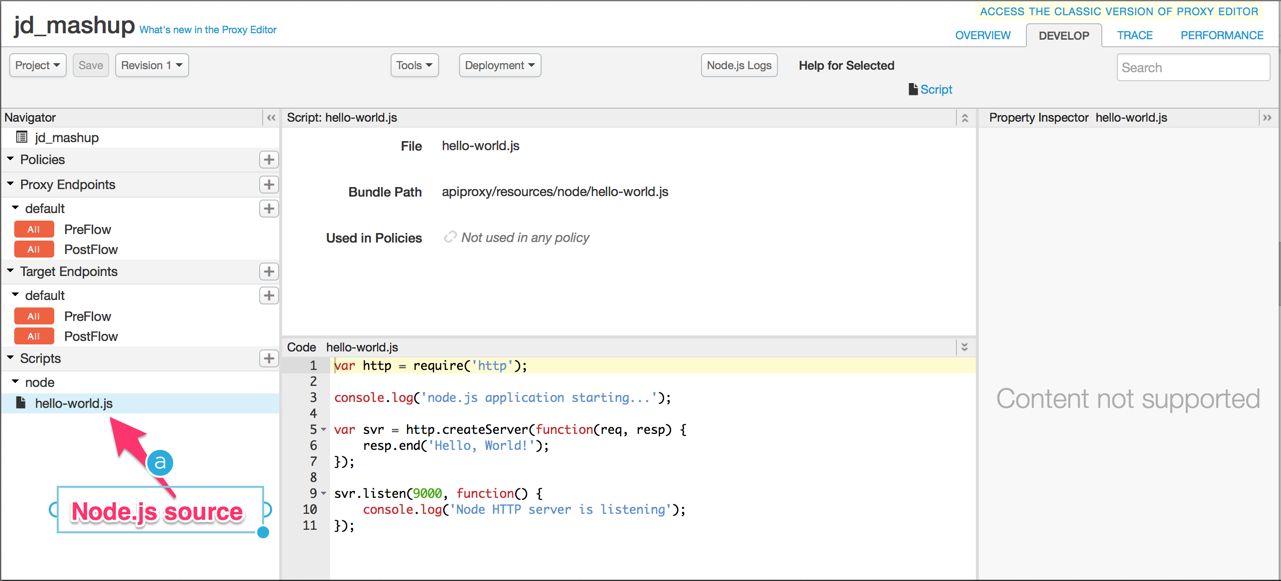 ACCESS THE CLASSIC VERSION OF PROXY EDITOR
jd_mashup What's new in the Proxy Editor
OVERVIEW DEVELOP TRACE PERFORMANCE
Project Save Revision 1 Tools Deployment Node.js Logs Help for Selected Search
Script
Navigator
jd_mashup
Policies
Proxy Endpoints
default
All PreFlow
All PostFlow
Target Endpoints
default
All PreFlow
All PostFlow
Scripts
node
hello-world.js
a
Node.js source
Script: hello-world.js
File hello-world.js
Bundle Path apiproxy/resources/node/hello-world.js
Used in Policies Not used in any policy
Code hello-world.js
1 var http = require('http');
2
3 console.log('node.js application starting...');
4
5 var svr = http.createServer(function(req, resp) {
6 resp.end('Hello, World!');
7 });
8
9 svr.listen(9000, function() {
10 console.log('Node HTTP server is listening');
11 });
Property Inspector hello-world.js
Content not supported